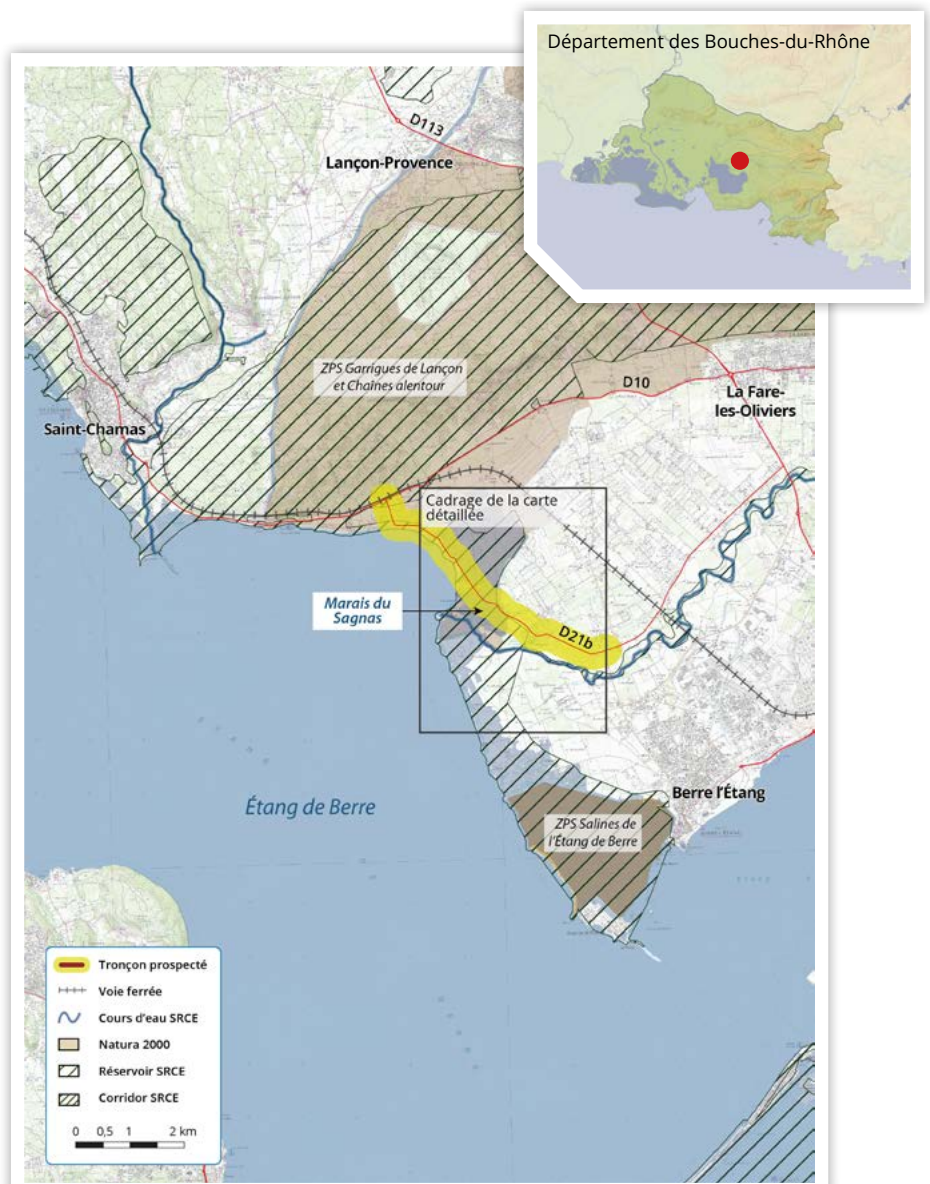 Département des Bouches-du-Rhône
1
D113
Lançon-Provence
ZPS Garrigues de Lançon
et Chaînes alentour
D10
La Fare-
les-Oliviers
Saint-Chamas
Cadrage de la carte
détaillée
Marais du
Sagnas
D21b
Étang de Berre
Berre l'Étang
ZPS Salines de
l'Étang de Berre
Tronçon prospecté
Voie ferrée
Cours d'eau SRCE
Natura 2000
Réservoir SRCE
Corridor SRCE
0 0,5 1 2 km